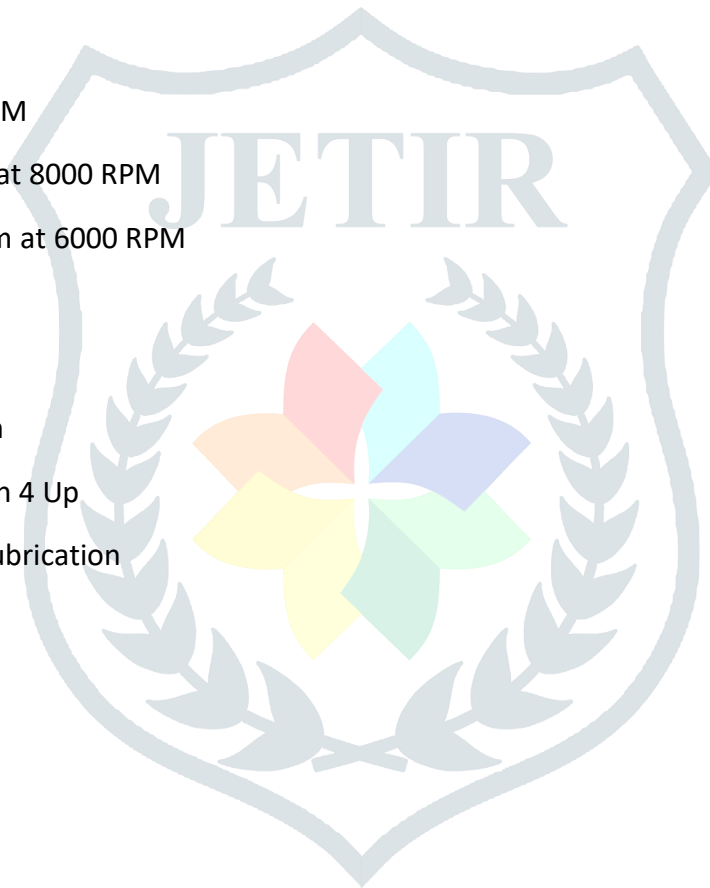 M
JETIR
at 8000 RPM
m at 6000 RPM
n 4 Up
ubrication